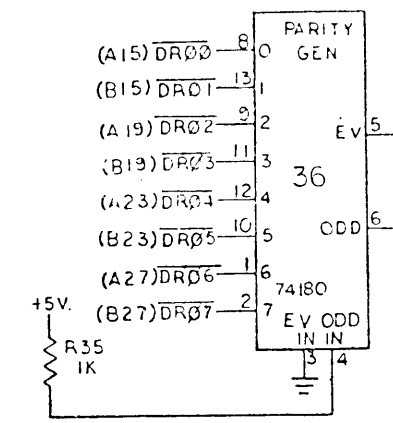 PARITY
GEN
(A15) DRØØ 8 0
(B15) DRØ1 13 1
(A19) DRØ2 9 2
(B19) DRØ3 11 3
(A23) DRØ4 12 4
(B23) DRØ5 10 5
(A27) DRØ6 1 6
(B27) DRØ7 2 7
EV 5
36
ODD 6
74180
EV ODD
IN IN
3 4
+5V.
R35
1K